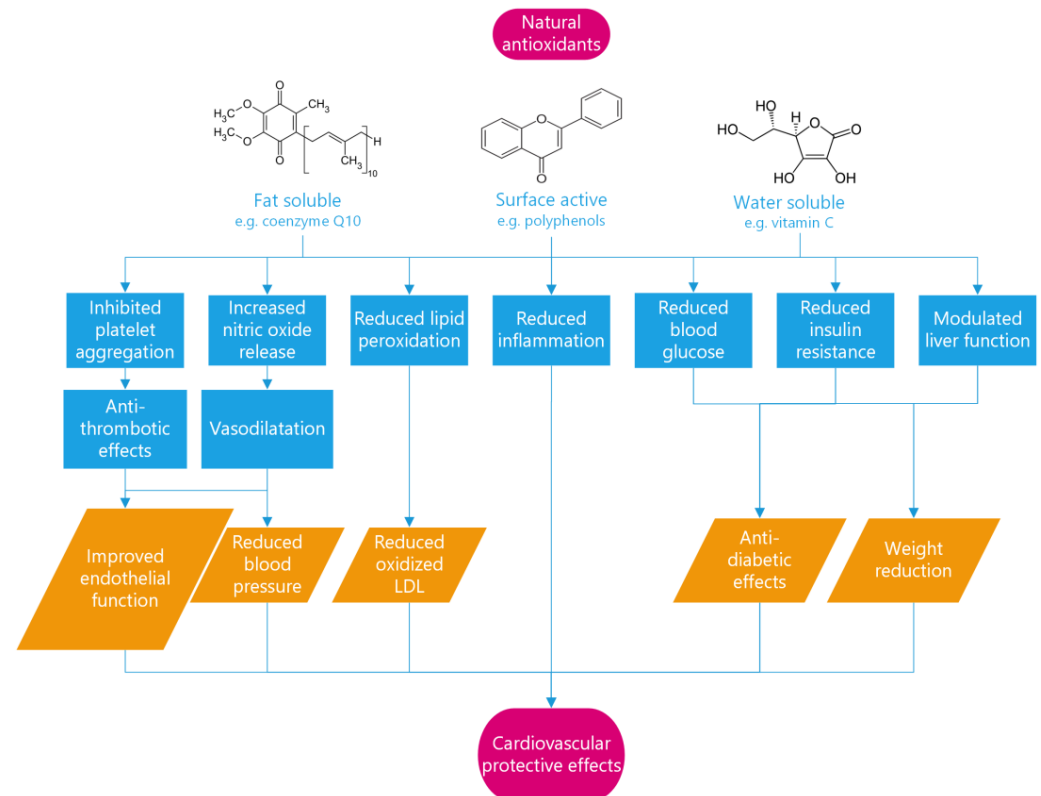 Natural
antioxidants
O
H₃C
O
CH₃
H₃C
O
O
CH₃
H
10
O
O
HO
H
O
O
HO
HO
OH
Fat soluble
e.g. coenzyme Q10
Surface active
e.g. polyphenols
Water soluble
e.g. vitamin C
Inhibited
platelet
aggregation
Increased
nitric oxide
release
Reduced lipid
peroxidation
Reduced
inflammation
Reduced
blood
glucose
Reduced
insulin
resistance
Modulated
liver function
Anti-
thrombotic
effects
Vasodilatation
Improved
endothelial
function
Reduced
blood
pressure
Reduced
oxidized
LDL
Anti-
diabetic
effects
Weight
reduction
Cardiovascular
protective effects